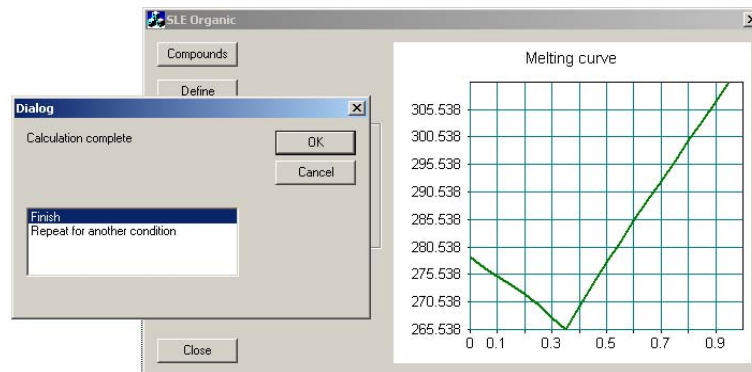 SLE Organic
Compounds
Define
Dialog
Calculation complete
OK
Cancel
Finish
Repeat for another condition
Close
Melting curve
305.538
300.538
295.538
290.538
285.538
280.538
275.538
270.538
265.538
0 0.1 0.3 0.5 0.7 0.9